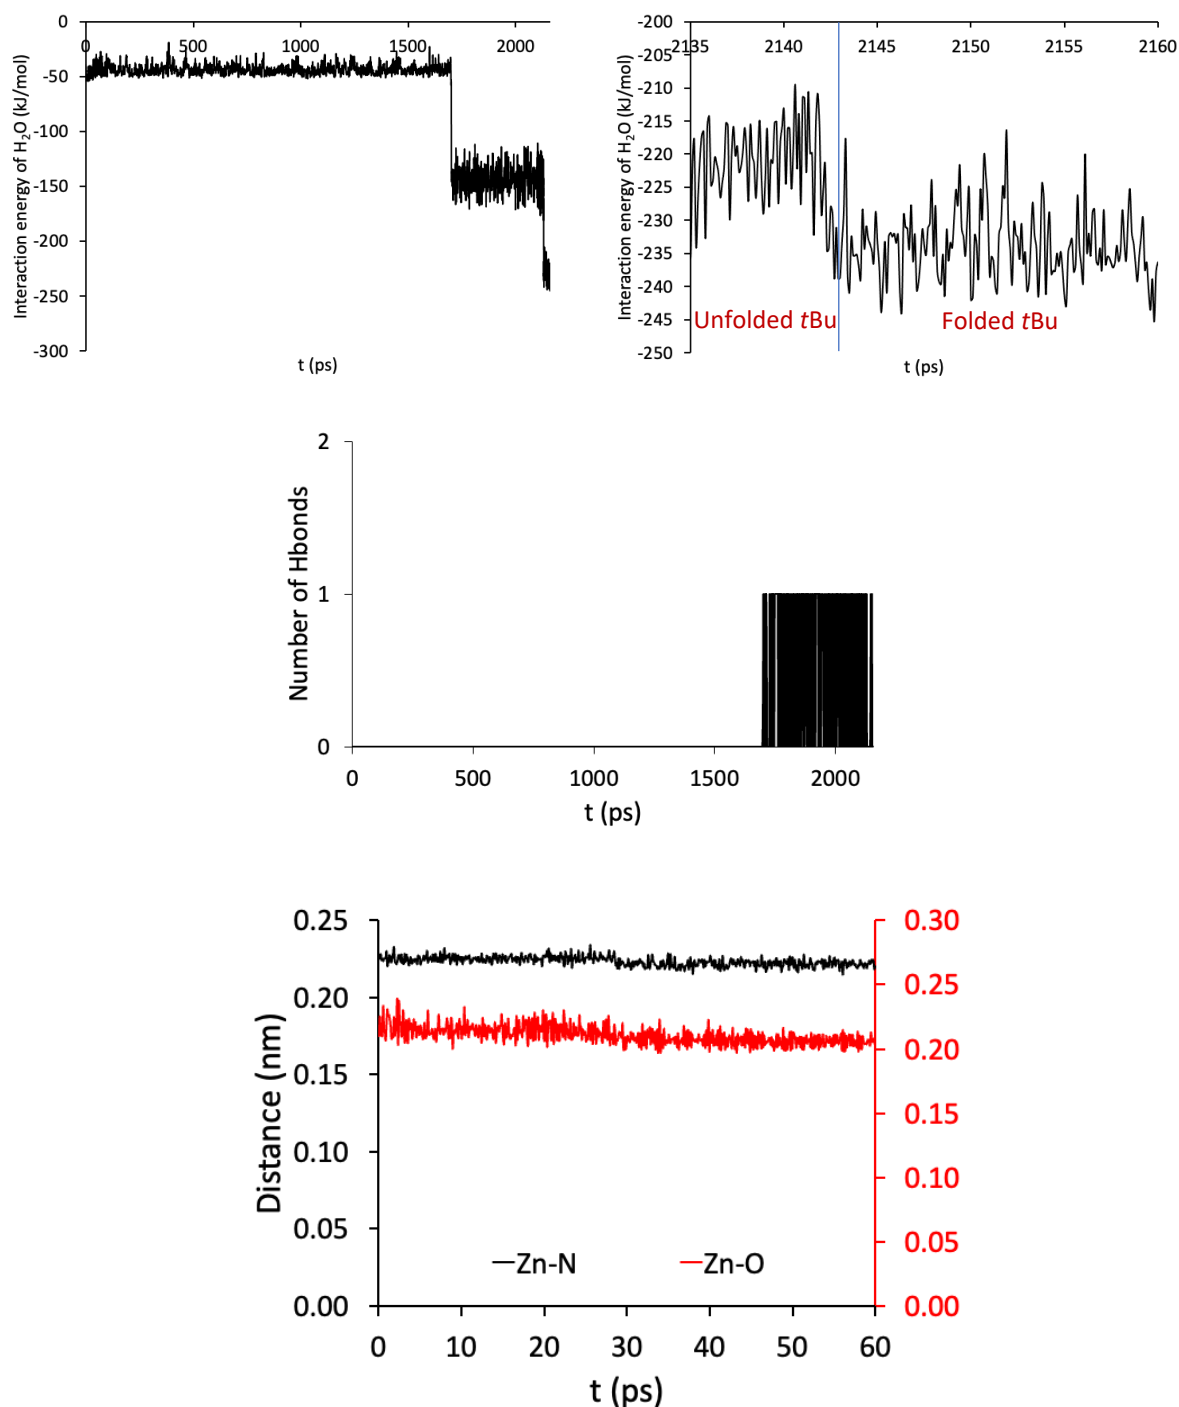 0
0 500 1000 1500 2000
-50
-100
-150
-200
-250
-300
Interaction energy of H₂O (kJ/mol)
t (ps)
-200
2135 2140 2145 2150 2155 2160
-205
-210
-215
-220
-225
-230
-235
-240
-245
-250
Interaction energy of H₂O (kJ/mol)
Unfolded tBu
Folded tBu
t (ps)
2
1
0
Number of Hbonds
0 500 1000 1500 2000
t (ps)
0.25
0.20
0.15
0.10
0.05
0.00
Distance (nm)
0.30
0.25
0.20
0.15
0.10
0.05
0.00
Zn-N
Zn-O
0 10 20 30 40 50 60
t (ps)